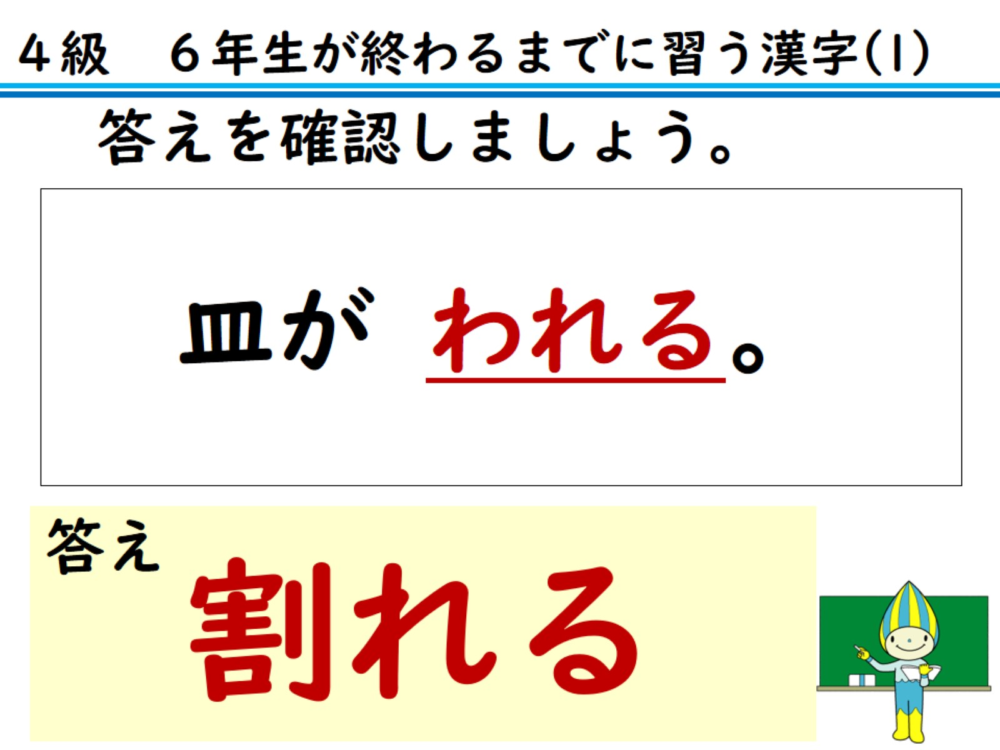 ４級　６年生が終わるまでに習う漢字(1)
答えを確認しましょう。
皿が われる。
答え
割れる